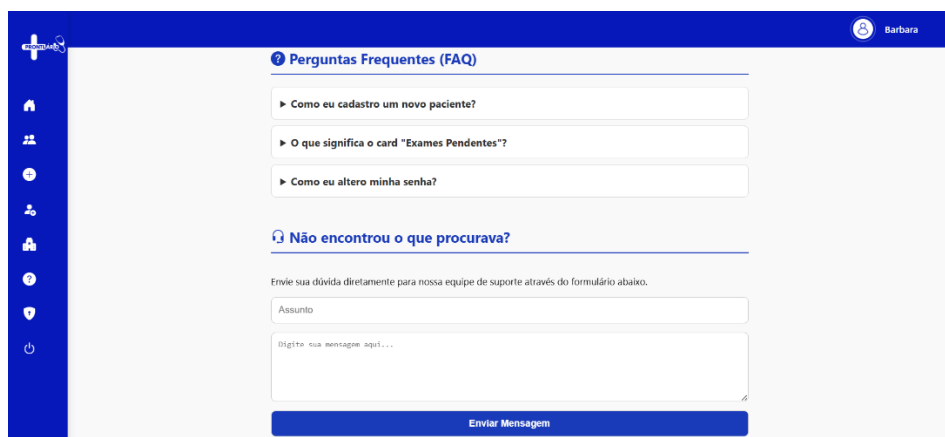 PRONTUÁRIO
Barbara
Perguntas Frequentes (FAQ)
▶ Como eu cadastro um novo paciente?
▶ O que significa o card "Exames Pendentes"?
▶ Como eu altero minha senha?
Não encontrou o que procurava?
Envie sua dúvida diretamente para nossa equipe de suporte através do formulário abaixo.
Assunto
Digite sua mensagem aqui...
Enviar Mensagem